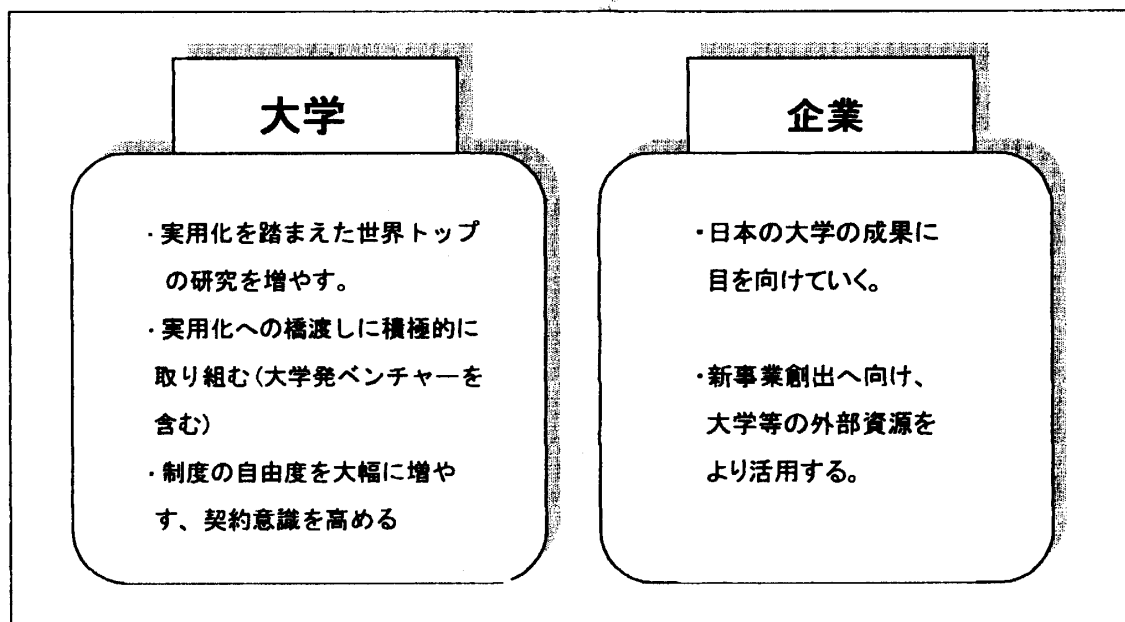 大学
・実用化を踏まえた世界トップ
の研究を増やす。
・実用化への橋渡しに積極的に
取り組む(大学発ベンチャーを
含む)
・制度の自由度を大幅に増や
す、契約意識を高める
企業
・日本の大学の成果に
目を向けていく。
・新事業創出へ向け、
大学等の外部資源を
より活用する。